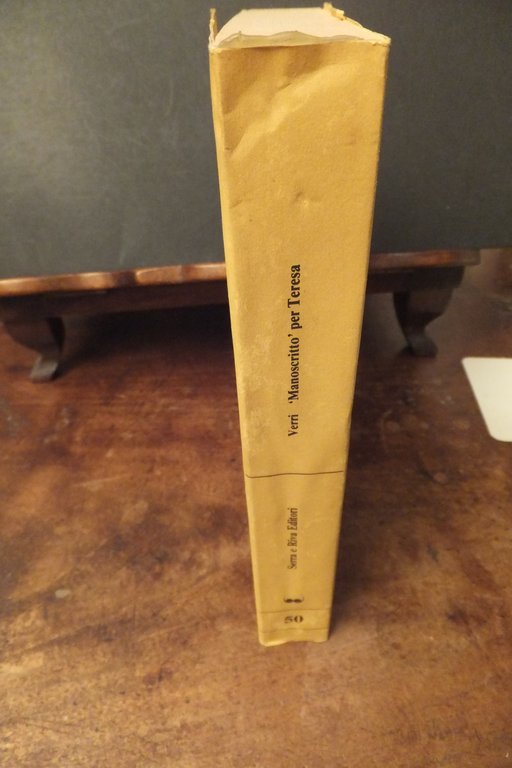 Verri 'Manoscritto' per Teresa
Serra e Riva Editori
50